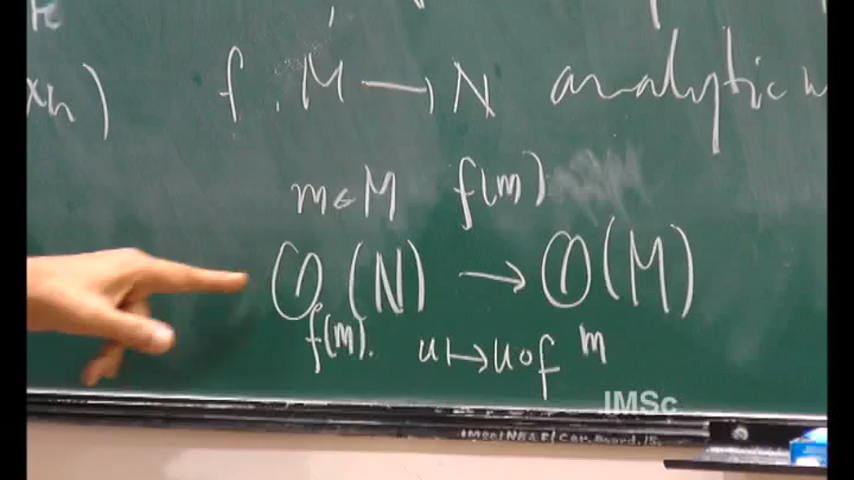 xn) f : M → N analytic
m ∈ M f(m)
O (N) → O (M)
f(m). u ↦ u∘f m
IMSc